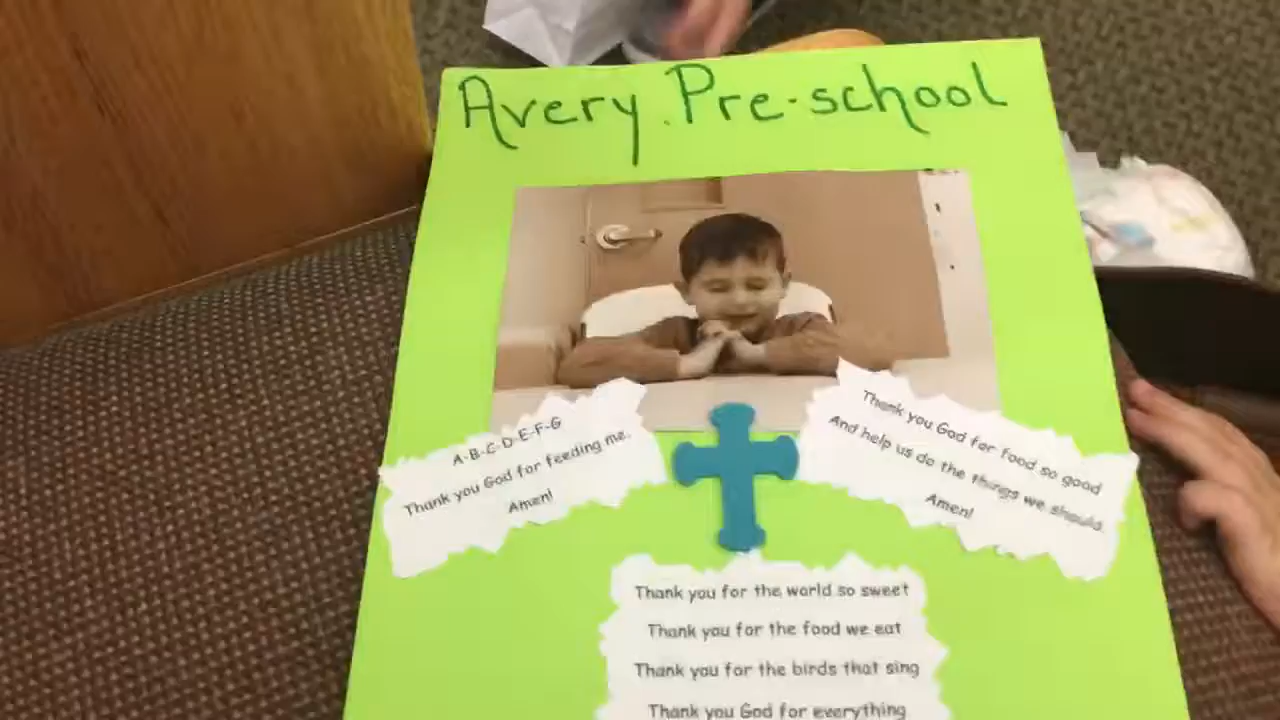 Avery Pre-school
A-B-C-D-E-F-G
Thank you God for feeding me.
Amen!
Thank you God for food so good
And help us do the things we should.
Amen!
Thank you for the world so sweet
Thank you for the food we eat
Thank you for the birds that sing
Thank you God for everything